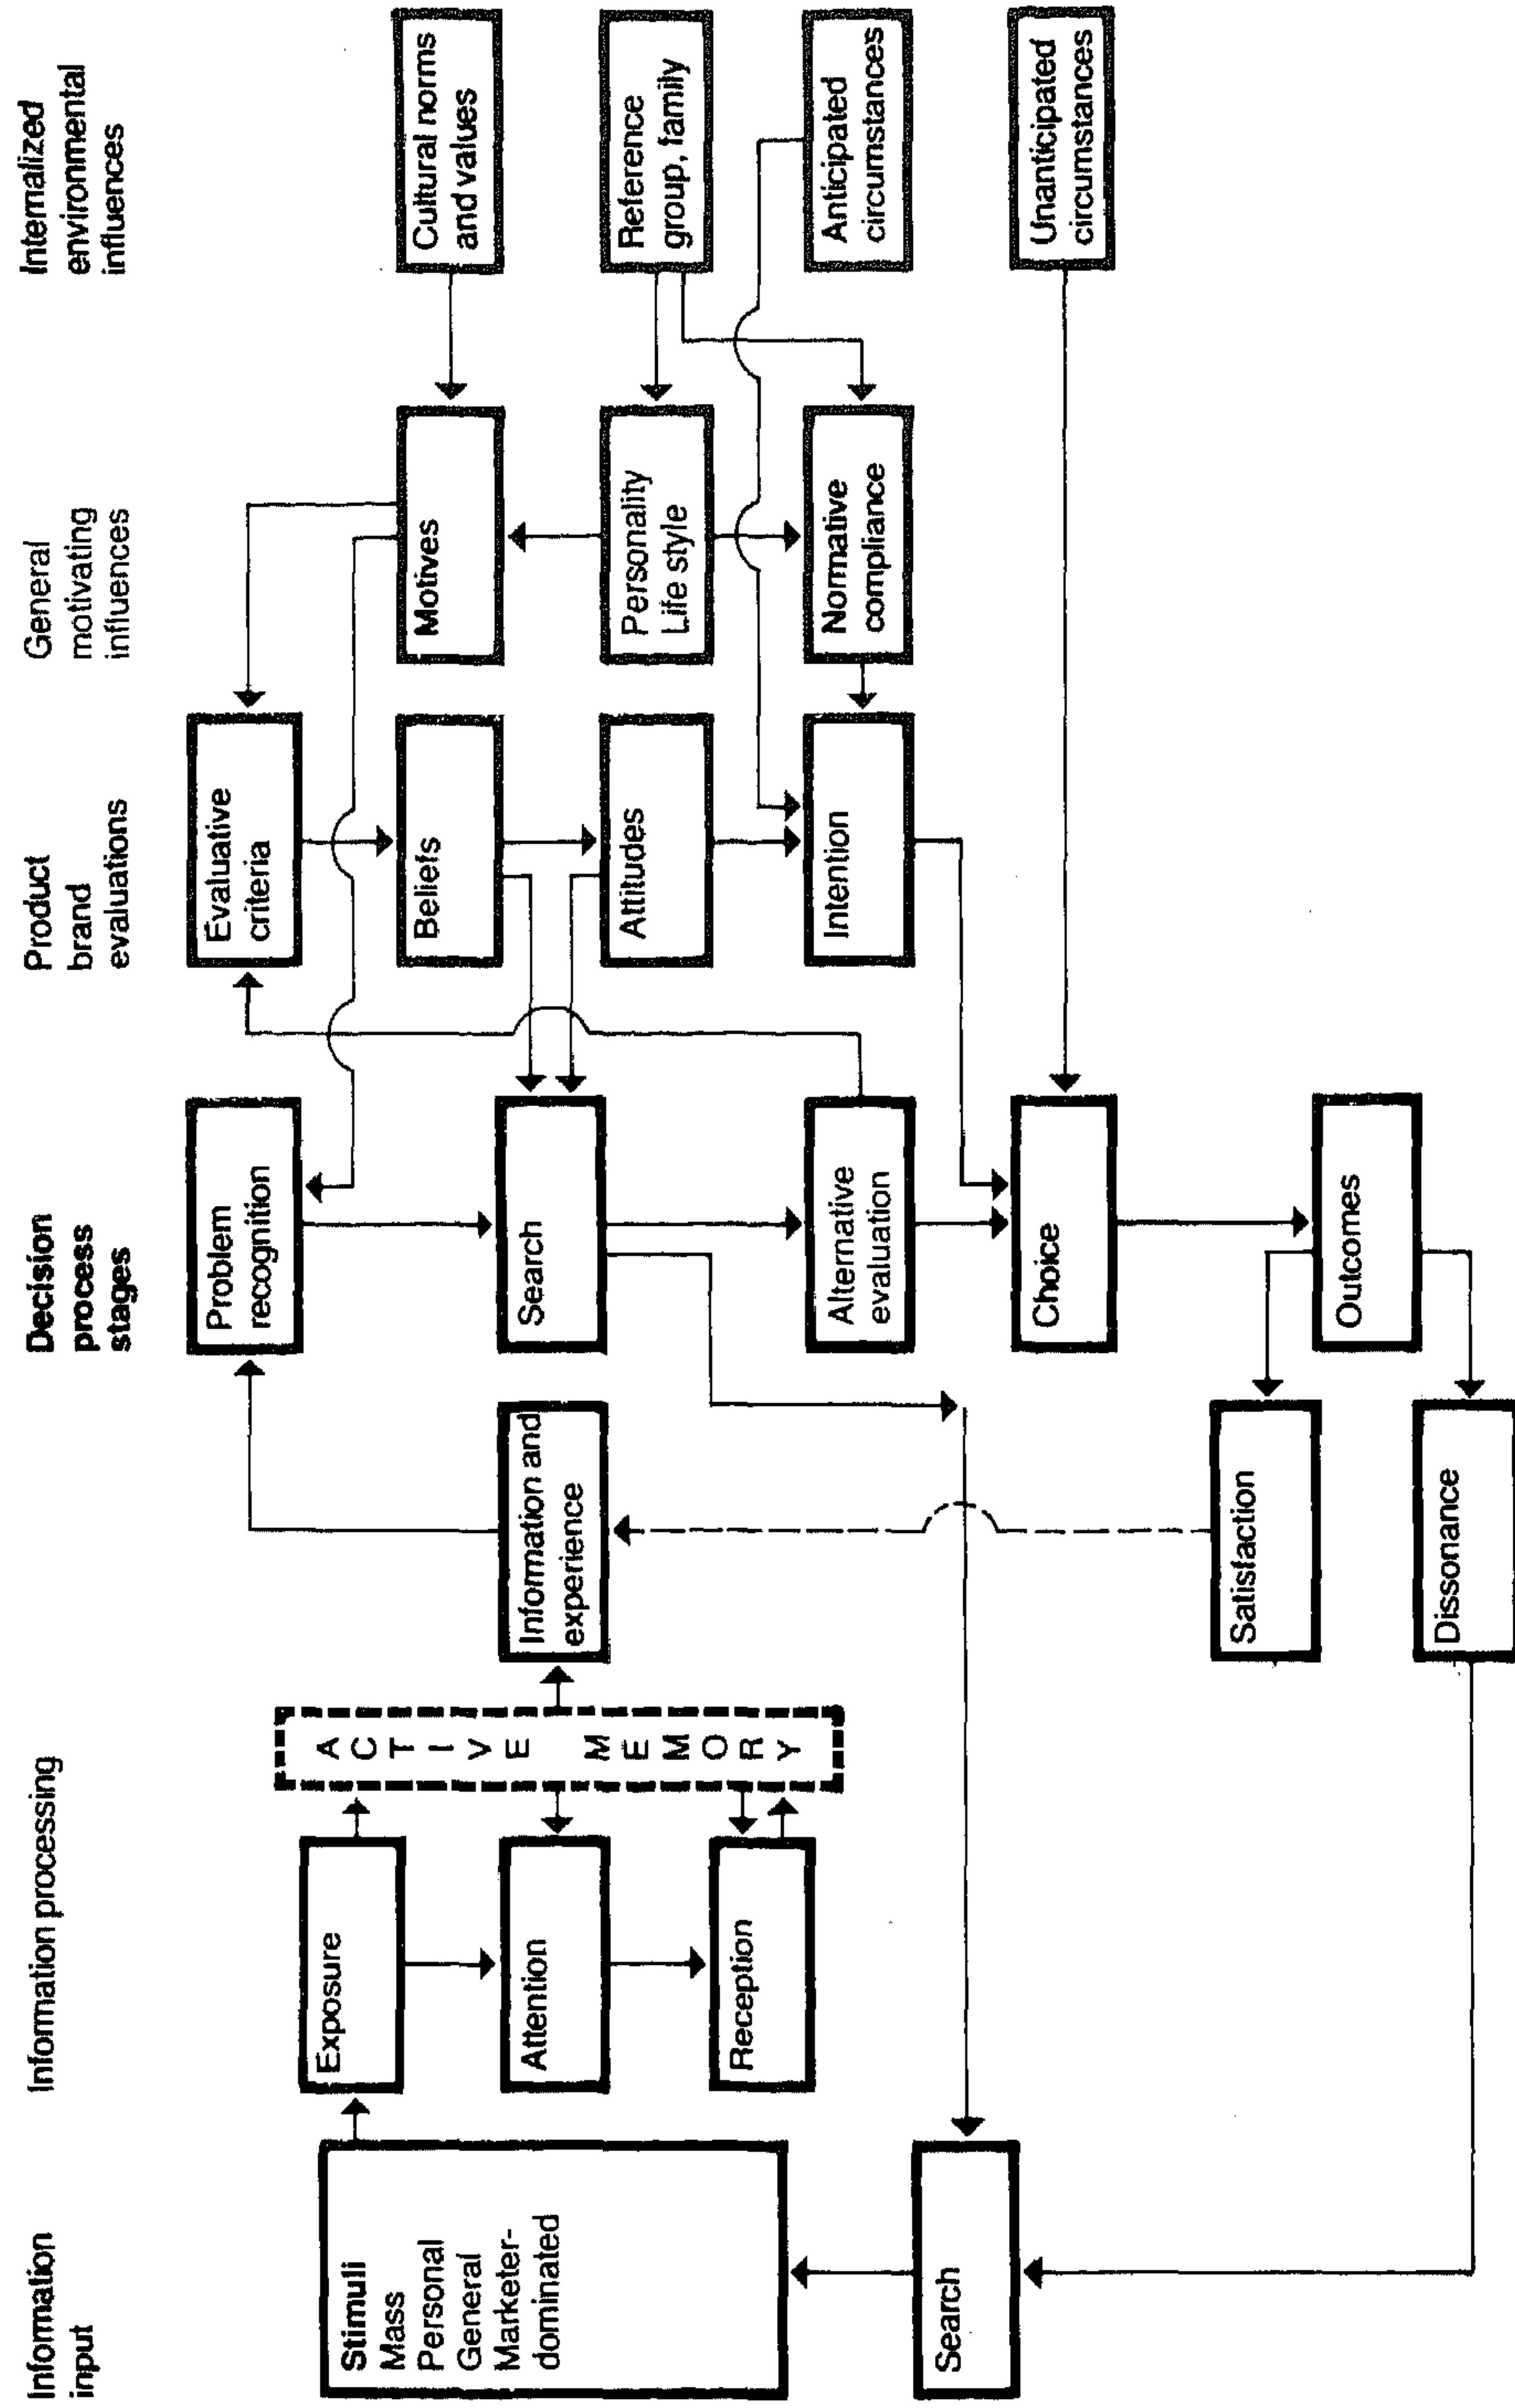 Information
input
Information processing
Decision
process
stages
Product
brand
evaluations
General
motivating
influences
Internalized
environmental
influences
Stimuli
Mass
Personal
General
Marketer-
dominated
Search
Exposure
Attention
Reception
ACTIVE MEMORY
Information and
experience
Satisfaction
Dissonance
Problem
recognition
Search
Alternative
evaluation
Choice
Outcomes
Evaluative
criteria
Beliefs
Attitudes
Intention
Motives
Personality
Life style
Normative
compliance
Cultural norms
and values
Reference
group, family
Anticipated
circumstances
Unanticipated
circumstances